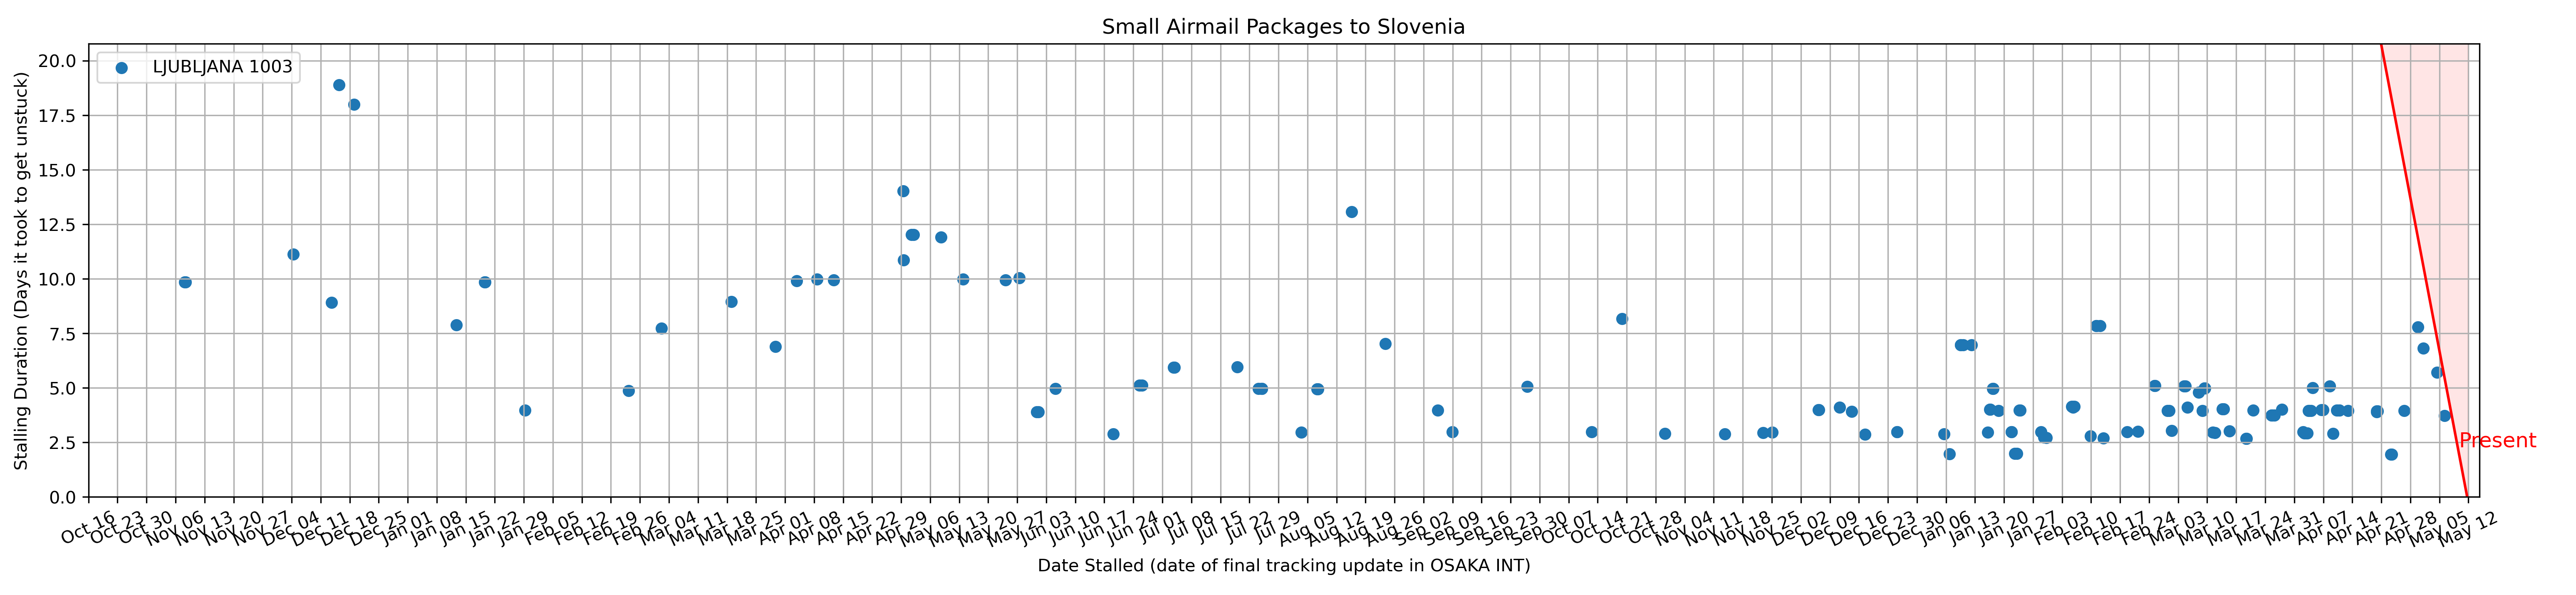 Small Airmail Packages to Slovenia
LJUBLJANA 1003
Stalling Duration (Days it took to get unstuck)
20.0
17.5
15.0
12.5
10.0
7.5
5.0
2.5
0.0
Present
Oct 16 Oct 23 Oct 30 Nov 06 Nov 13 Nov 20 Nov 27 Dec 04 Dec 11 Dec 18 Dec 25 Jan 01 Jan 08 Jan 15 Jan 22 Jan 29 Feb 05 Feb 12 Feb 19 Feb 26 Mar 04 Mar 11 Mar 18 Mar 25 Apr 01 Apr 08 Apr 15 Apr 22 Apr 29 May 06 May 13 May 20 May 27 Jun 03 Jun 10 Jun 17 Jun 24 Jul 01 Jul 08 Jul 15 Jul 22 Jul 29 Aug 05 Aug 12 Aug 19 Aug 26 Sep 02 Sep 09 Sep 16 Sep 23 Sep 30 Oct 07 Oct 14 Oct 21 Oct 28 Nov 04 Nov 11 Nov 18 Nov 25 Dec 02 Dec 09 Dec 16 Dec 23 Dec 30 Jan 06 Jan 13 Jan 20 Jan 27 Feb 03 Feb 10 Feb 17 Feb 24 Mar 03 Mar 10 Mar 17 Mar 24 Mar 31 Apr 07 Apr 14 Apr 21 Apr 28 May 05 May 12
Date Stalled (date of final tracking update in OSAKA INT)